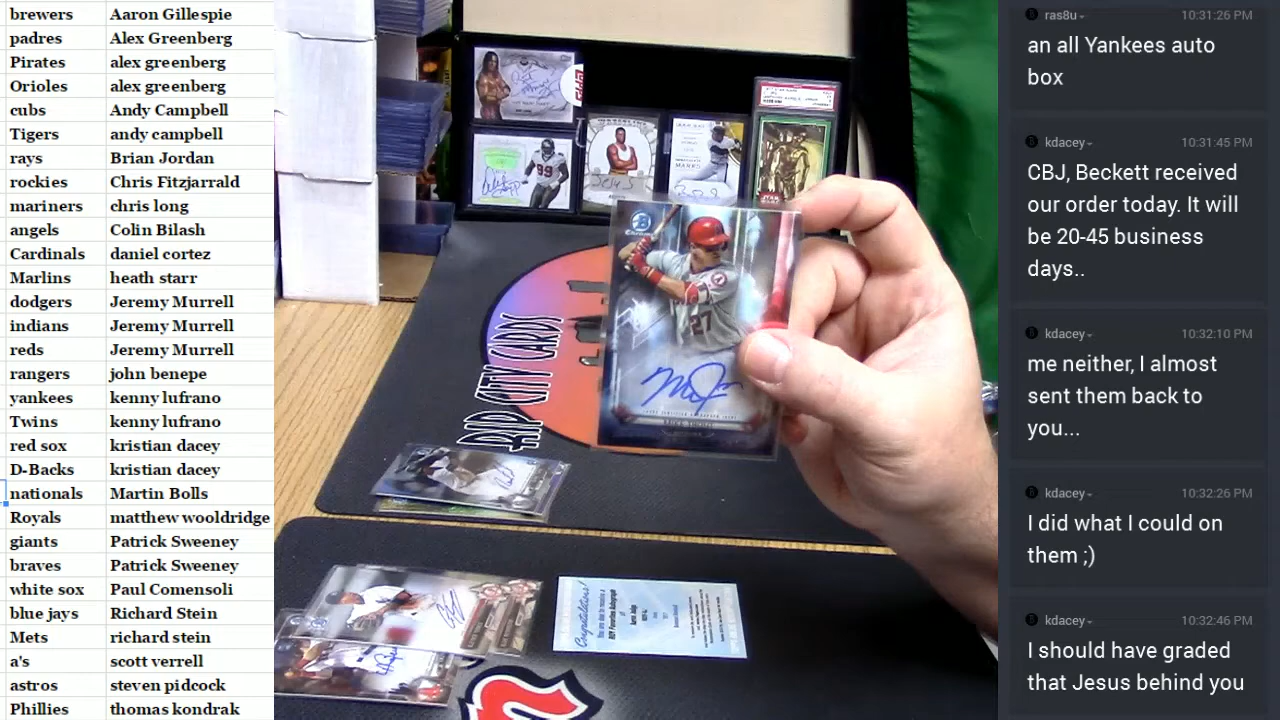 brewers Aaron Gillespie
padres Alex Greenberg
Pirates alex greenberg
Orioles alex greenberg
cubs Andy Campbell
Tigers andy campbell
rays Brian Jordan
rockies Chris Fitzjarrald
mariners chris long
angels Colin Bilash
Cardinals daniel cortez
Marlins heath starr
dodgers Jeremy Murrell
indians Jeremy Murrell
reds Jeremy Murrell
rangers john benepe
yankees kenny lufrano
Twins kenny lufrano
red sox kristian dacey
D-Backs kristian dacey
nationals Martin Bolls
Royals matthew wooldridge
giants Patrick Sweeney
braves Patrick Sweeney
white sox Paul Comensoli
blue jays Richard Stein
Mets richard stein
a's scott verrell
astros steven pidcock
Phillies thomas kondrak
99
STAR WARS
Chrome
27
MIKE TROUT
RIP CITY CARDS
Congratulations!
ras8u 10:31:26 PM
an all Yankees auto
box
kdacey 10:31:45 PM
CBJ, Beckett received
our order today. It will
be 20-45 business
days..
kdacey 10:32:10 PM
me neither, I almost
sent them back to
you...
kdacey 10:32:26 PM
I did what I could on
them ;)
kdacey 10:32:46 PM
I should have graded
that Jesus behind you